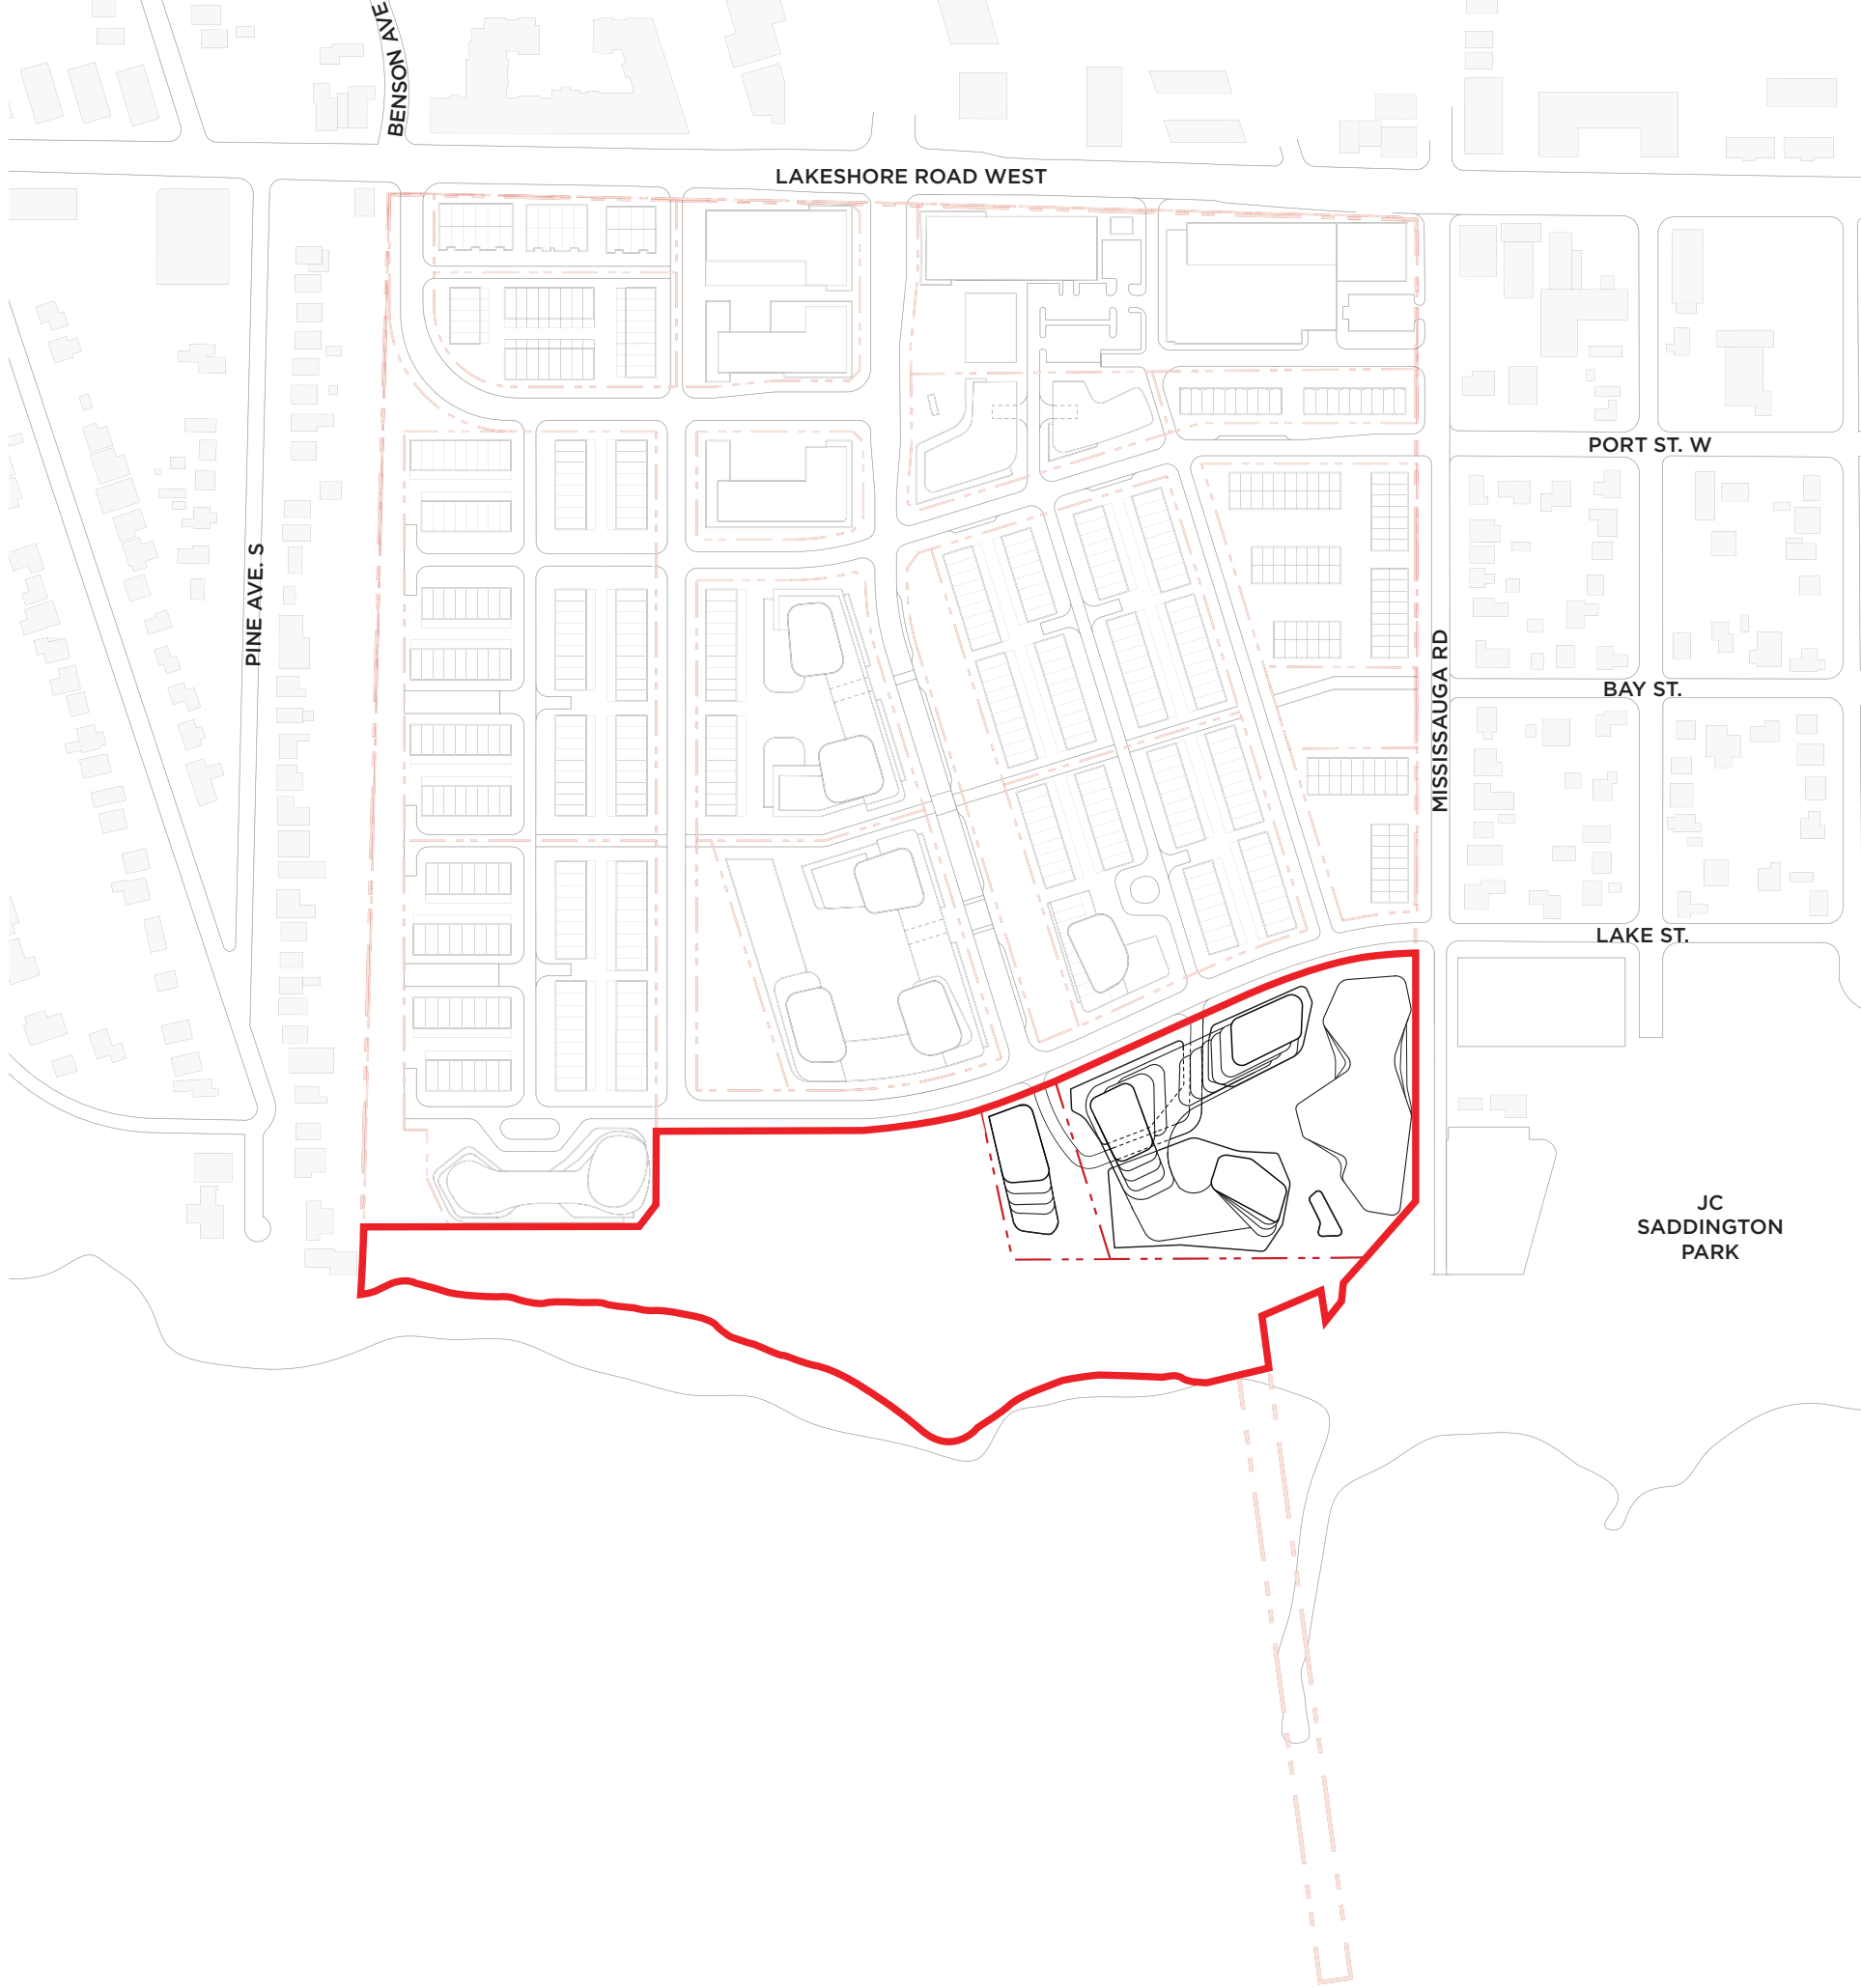 BENSON AVE
LAKESHORE ROAD WEST
PORT ST. W
PINE AVE. S
MISSISSAUGA RD
BAY ST.
LAKE ST.
JC
SADDINGTON
PARK